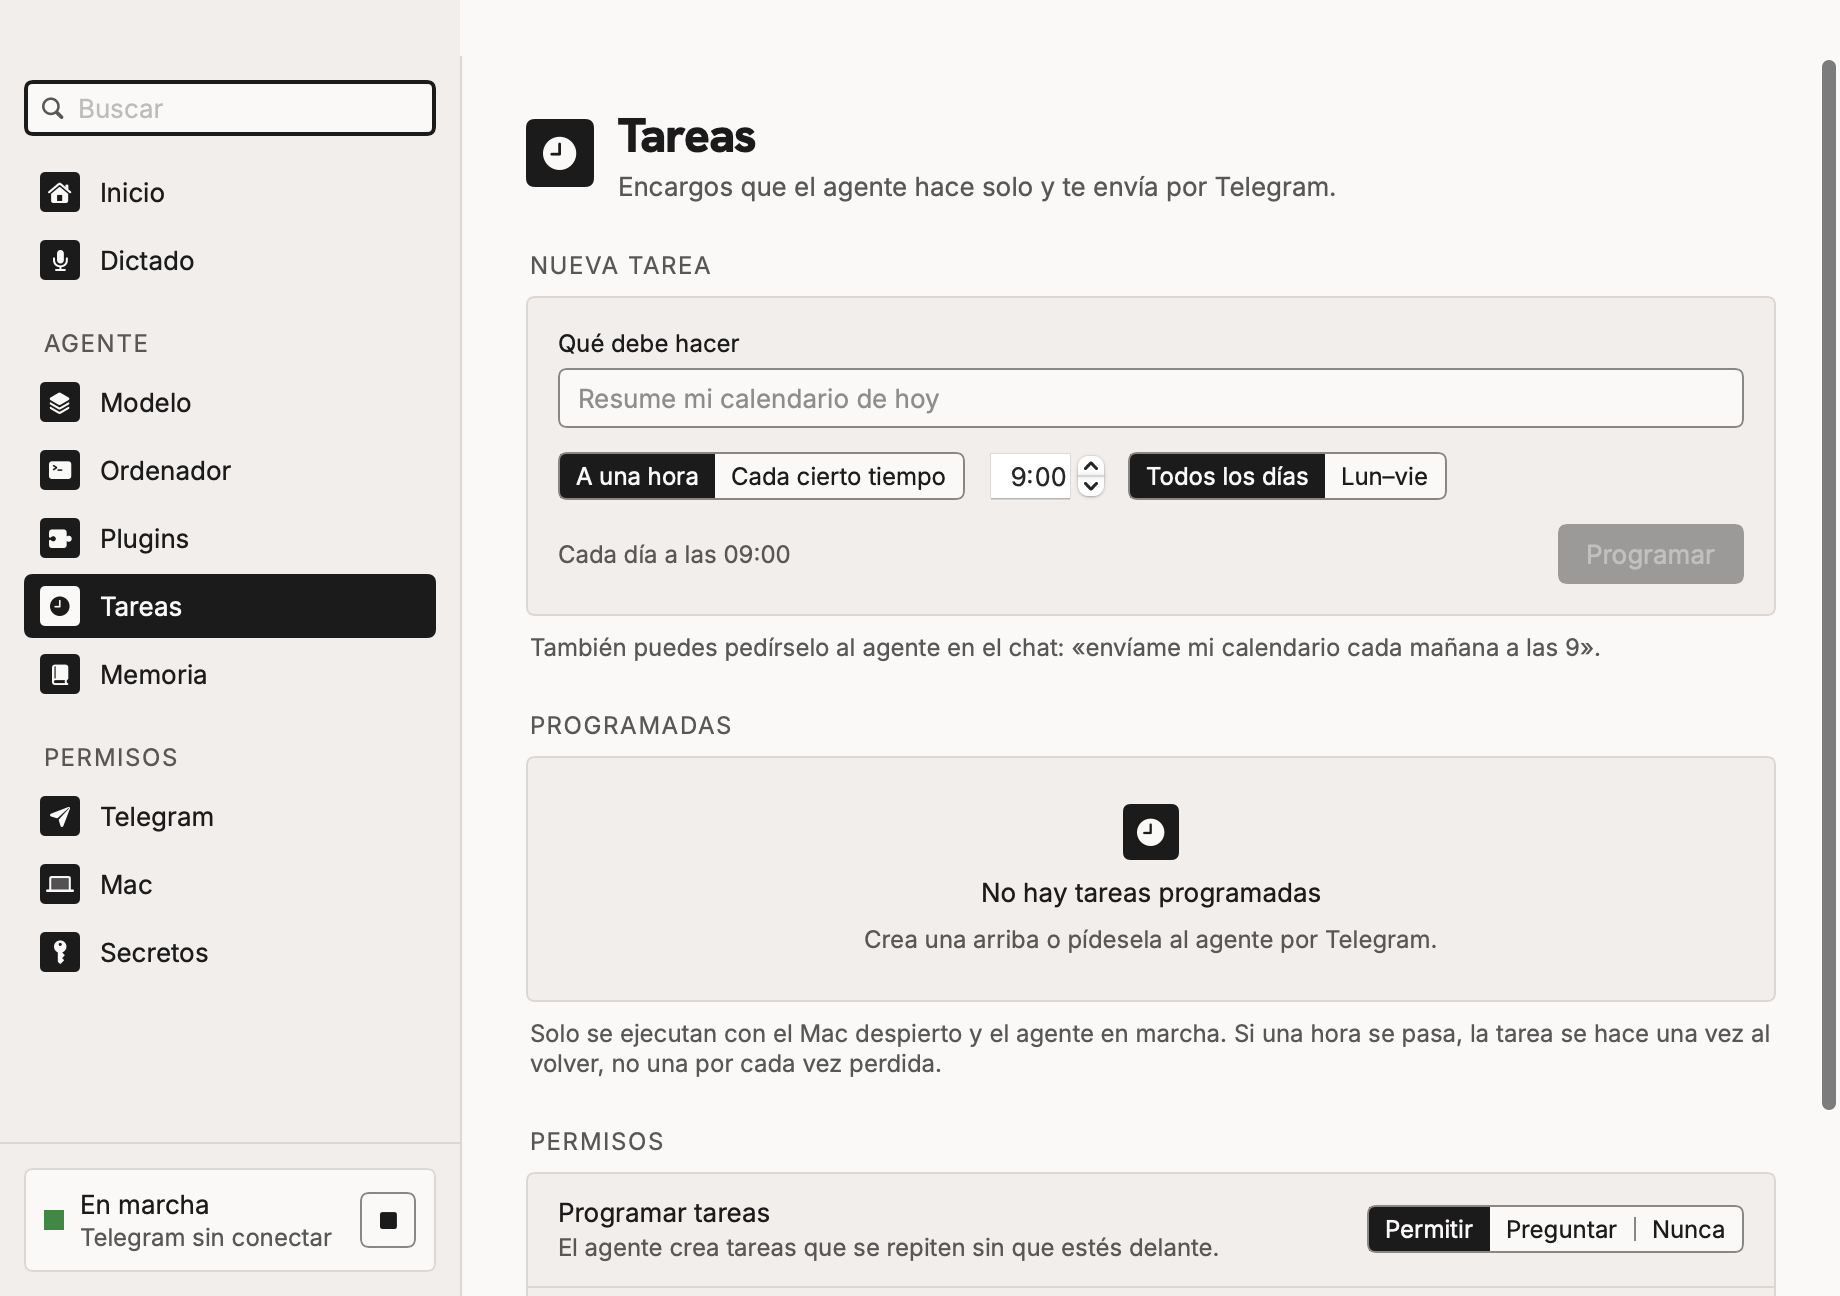 Buscar
Inicio
Dictado
AGENTE
Modelo
Ordenador
Plugins
Tareas
Memoria
PERMISOS
Telegram
Mac
Secretos
En marcha
Telegram sin conectar
Tareas
Encargos que el agente hace solo y te envía por Telegram.
NUEVA TAREA
Qué debe hacer
Resume mi calendario de hoy
A una hora Cada cierto tiempo 9:00 Todos los días Lun–vie
Cada día a las 09:00 Programar
También puedes pedírselo al agente en el chat: «envíame mi calendario cada mañana a las 9».
PROGRAMADAS
No hay tareas programadas
Crea una arriba o pídesela al agente por Telegram.
Solo se ejecutan con el Mac despierto y el agente en marcha. Si una hora se pasa, la tarea se hace una vez al
volver, no una por cada vez perdida.
PERMISOS
Programar tareas
El agente crea tareas que se repiten sin que estés delante.
Permitir Preguntar Nunca